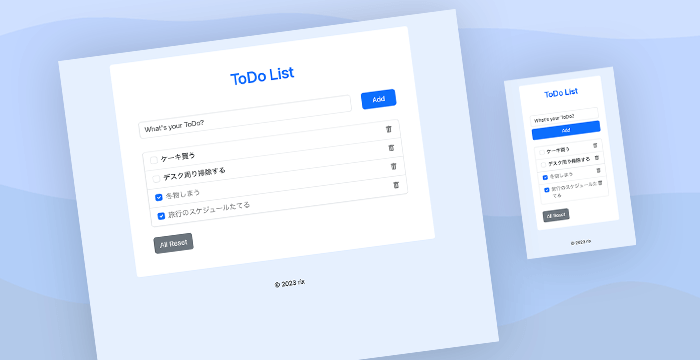 ToDo List
What's your ToDo?
Add
ケーキ買う
デスク周り掃除する
冬物しまう
旅行のスケジュールたてる
All Reset
© 2023 rix
ToDo List
What's your ToDo?
Add
ケーキ買う
デスク周り掃除する
冬物しまう
旅行のスケジュールた
てる
All Reset
© 2023 rix